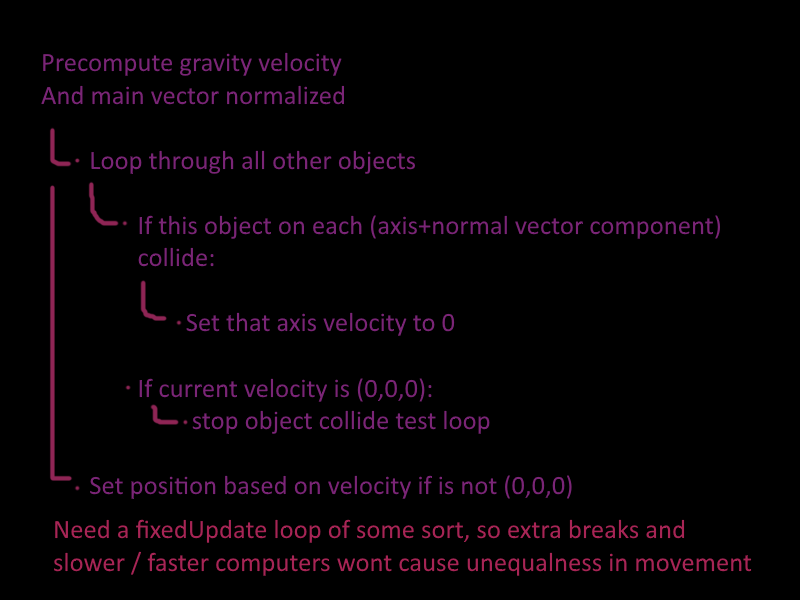 Precompute gravity velocity
And main vector normalized
· Loop through all other objects
· If this object on each (axis+normal vector component)
collide:
· Set that axis velocity to 0
· If current velocity is (0,0,0):
· stop object collide test loop
· Set position based on velocity if is not (0,0,0)
Need a fixedUpdate loop of some sort, so extra breaks and
slower / faster computers wont cause unequalness in movement